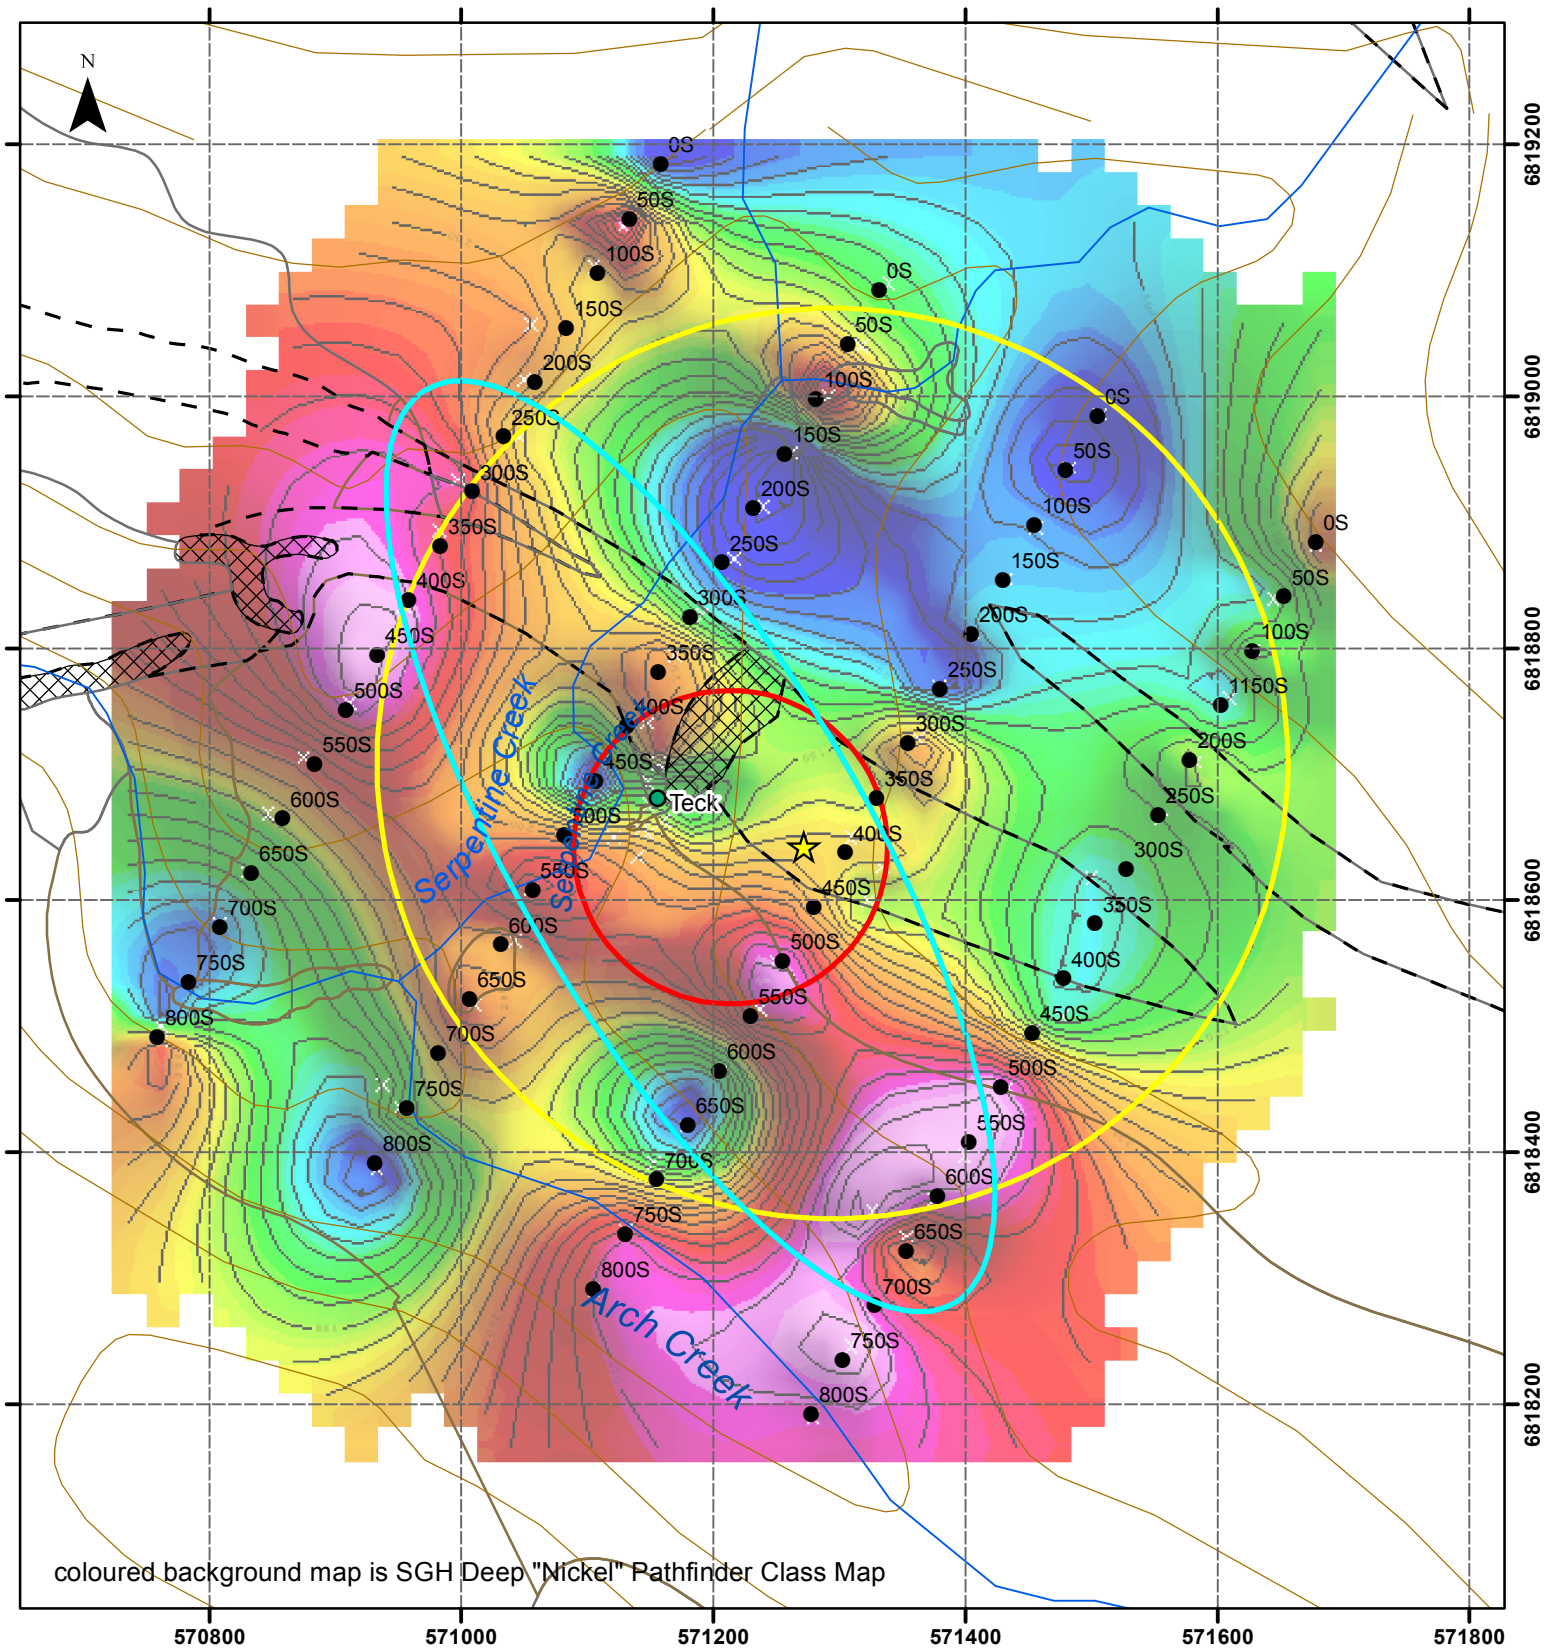 N
0S
50S
100S
150S
200S
250S
300S
350S
400S
450S
500S
550S
600S
650S
700S
750S
800S
0S
50S
100S
150S
200S
250S
300S
350S
400S
450S
500S
550S
600S
650S
700S
750S
800S
0S
50S
100S
150S
200S
250S
300S
350S
400S
450S
500S
550S
600S
650S
700S
750S
800S
0S
50S
100S
1150S
200S
250S
300S
350S
400S
450S
500S
550S
600S
650S
700S
750S
800S
Serpentine Creek
Teck
Arch Creek
coloured background map is SGH Deep "Nickel" Pathfinder Class Map
570800
571000
571200
571400
571600
571800
6819200
6819000
6818800
6818600
6818400
6818200